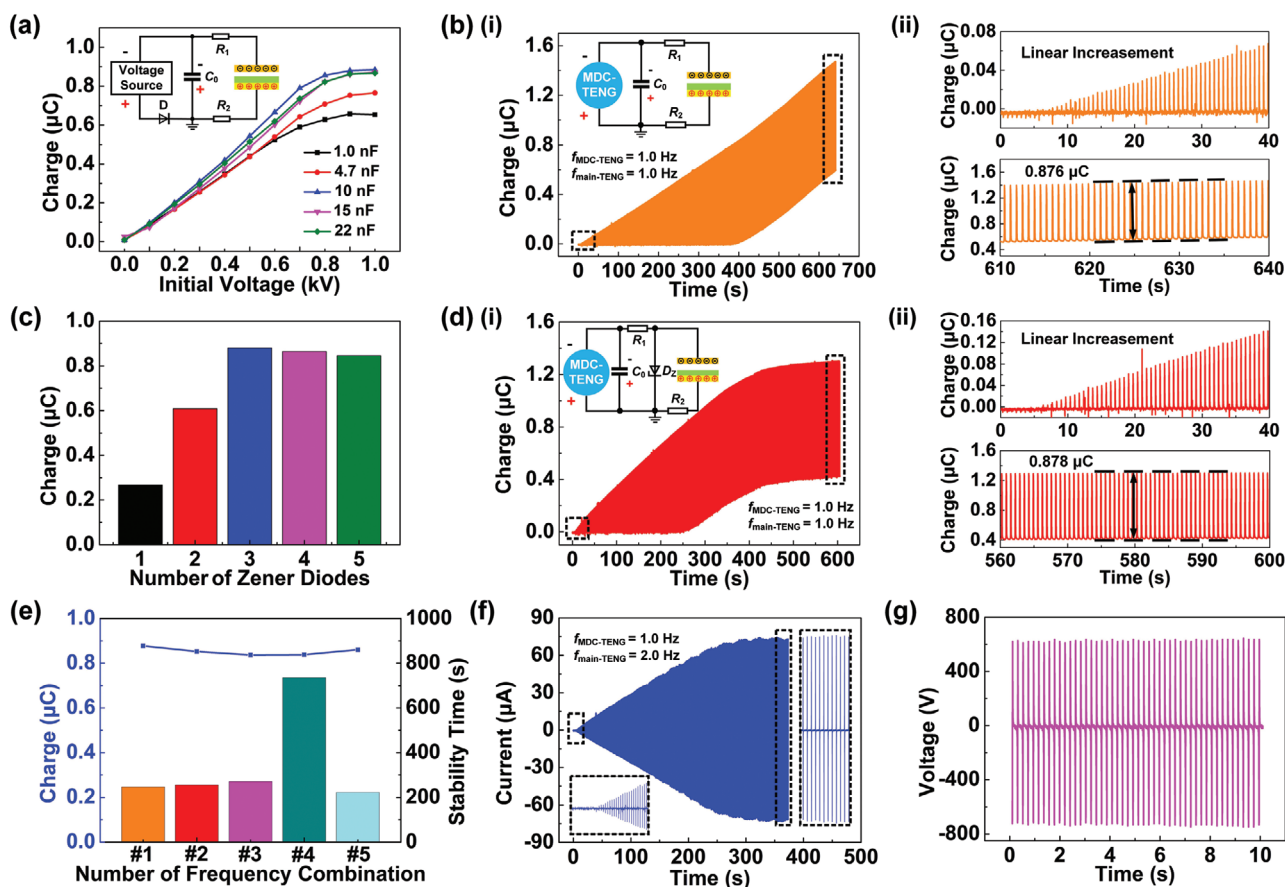 (a)
Charge (µC)
1.0
0.8
0.6
0.4
0.2
0.0
0.0 0.2 0.4 0.6 0.8 1.0
Initial Voltage (kV)
-
Voltage
Source
+
D
-
C0
+
R1
R2
1.0 nF
4.7 nF
10 nF
15 nF
22 nF
(b) (i)
Charge (µC)
1.6
1.2
0.8
0.4
0.0
0 100 200 300 400 500 600 700
Time (s)
-
MDC-
TENG
+
-
C0
+
R1
R2
fMDC-TENG = 1.0 Hz
fmain-TENG = 1.0 Hz
(ii)
Charge (µC)
0.08
0.04
0.00
Linear Increasement
0 10 20 30 40
Charge (µC)
1.6
1.2
0.8
0.4
0.876 µC
610 620 630 640
Time (s)
(c)
Charge (µC)
1.0
0.8
0.6
0.4
0.2
0.0
1 2 3 4 5
Number of Zener Diodes
(d) (i)
Charge (µC)
1.6
1.2
0.8
0.4
0.0
0 100 200 300 400 500 600 700
Time (s)
-
MDC-
TENG
+
-
C0
+
R1
DZ
R2
fMDC-TENG = 1.0 Hz
fmain-TENG = 1.0 Hz
(ii)
Charge (µC)
0.16
0.12
0.08
0.04
0.00
Linear Increasement
0 10 20 30 40
Charge (µC)
1.6
1.2
0.8
0.4
0.878 µC
560 570 580 590 600
Time (s)
(e)
Charge (µC)
1.0
0.8
0.6
0.4
0.2
0.0
#1 #2 #3 #4 #5
Number of Frequency Combination
1000
800
600
400
200
0
Stability Time (s)
(f)
Current (µA)
90
75
60
30
0
-30
-60
-90
fMDC-TENG = 1.0 Hz
fmain-TENG = 2.0 Hz
0 100 200 300 400 500
Time (s)
(g)
Voltage (V)
800
400
0
-400
-800
0 2 4 6 8 10
Time (s)